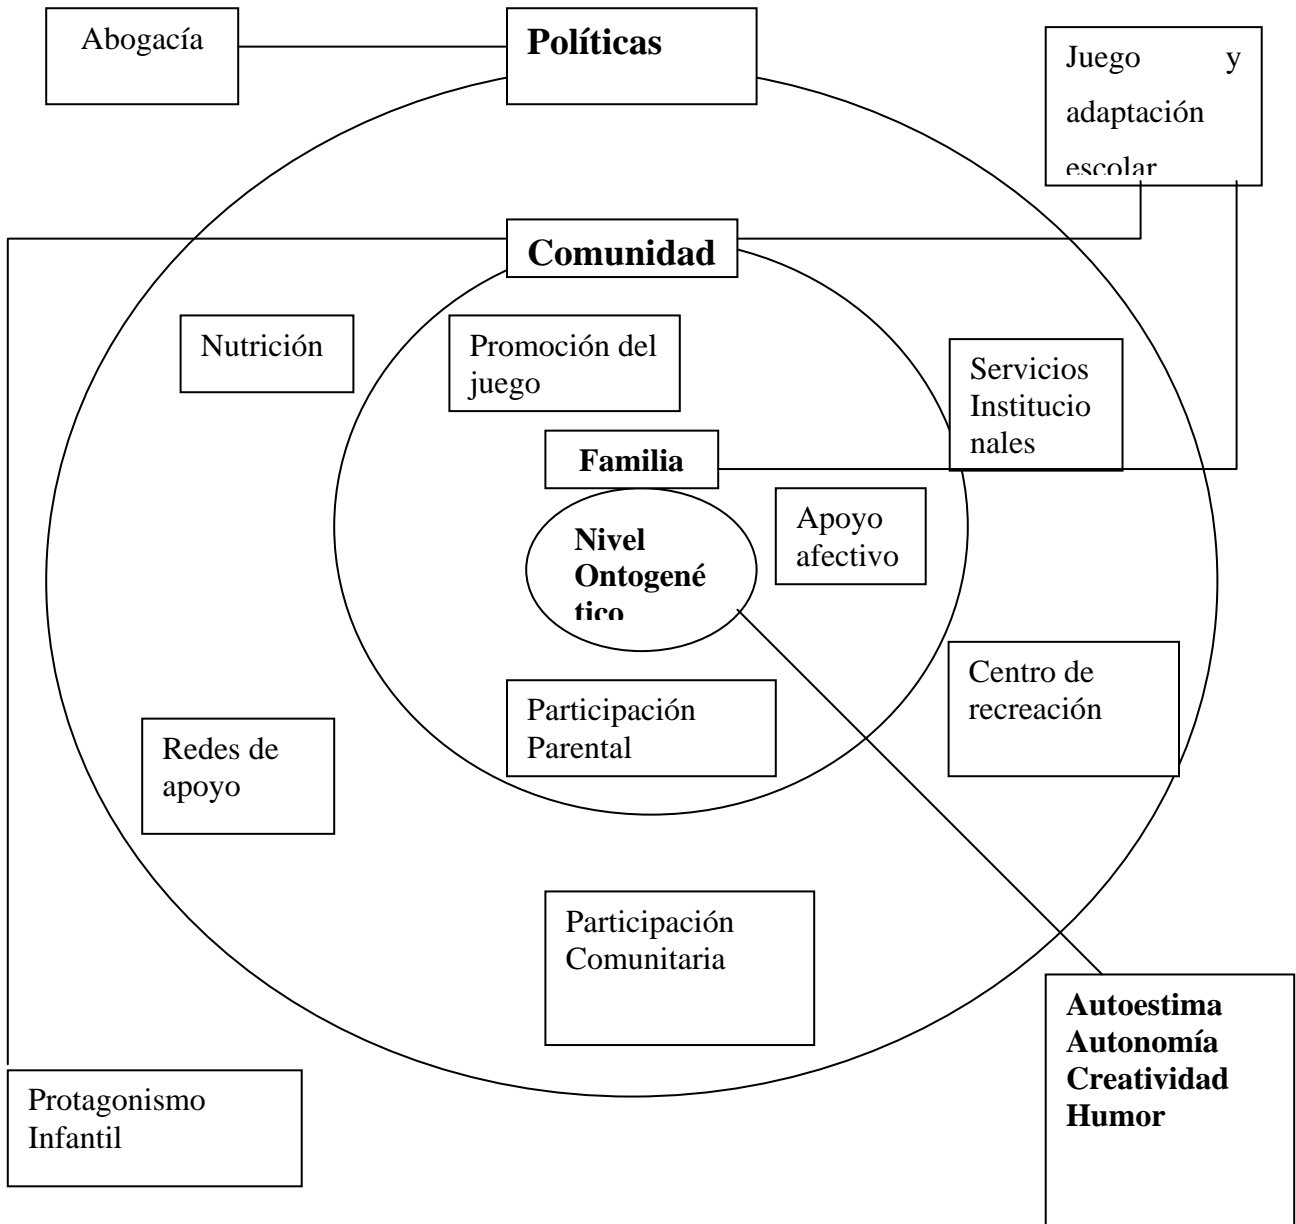 Abogacía
Políticas
Juego y
adaptación
escolar
Comunidad
Nutrición
Promoción del
juego
Servicios
Institucio
nales
Familia
Apoyo
afectivo
Nivel
Ontogené
tico
Centro de
recreación
Participación
Parental
Redes de
apoyo
Participación
Comunitaria
Autoestima
Autonomía
Creatividad
Humor
Protagonismo
Infantil